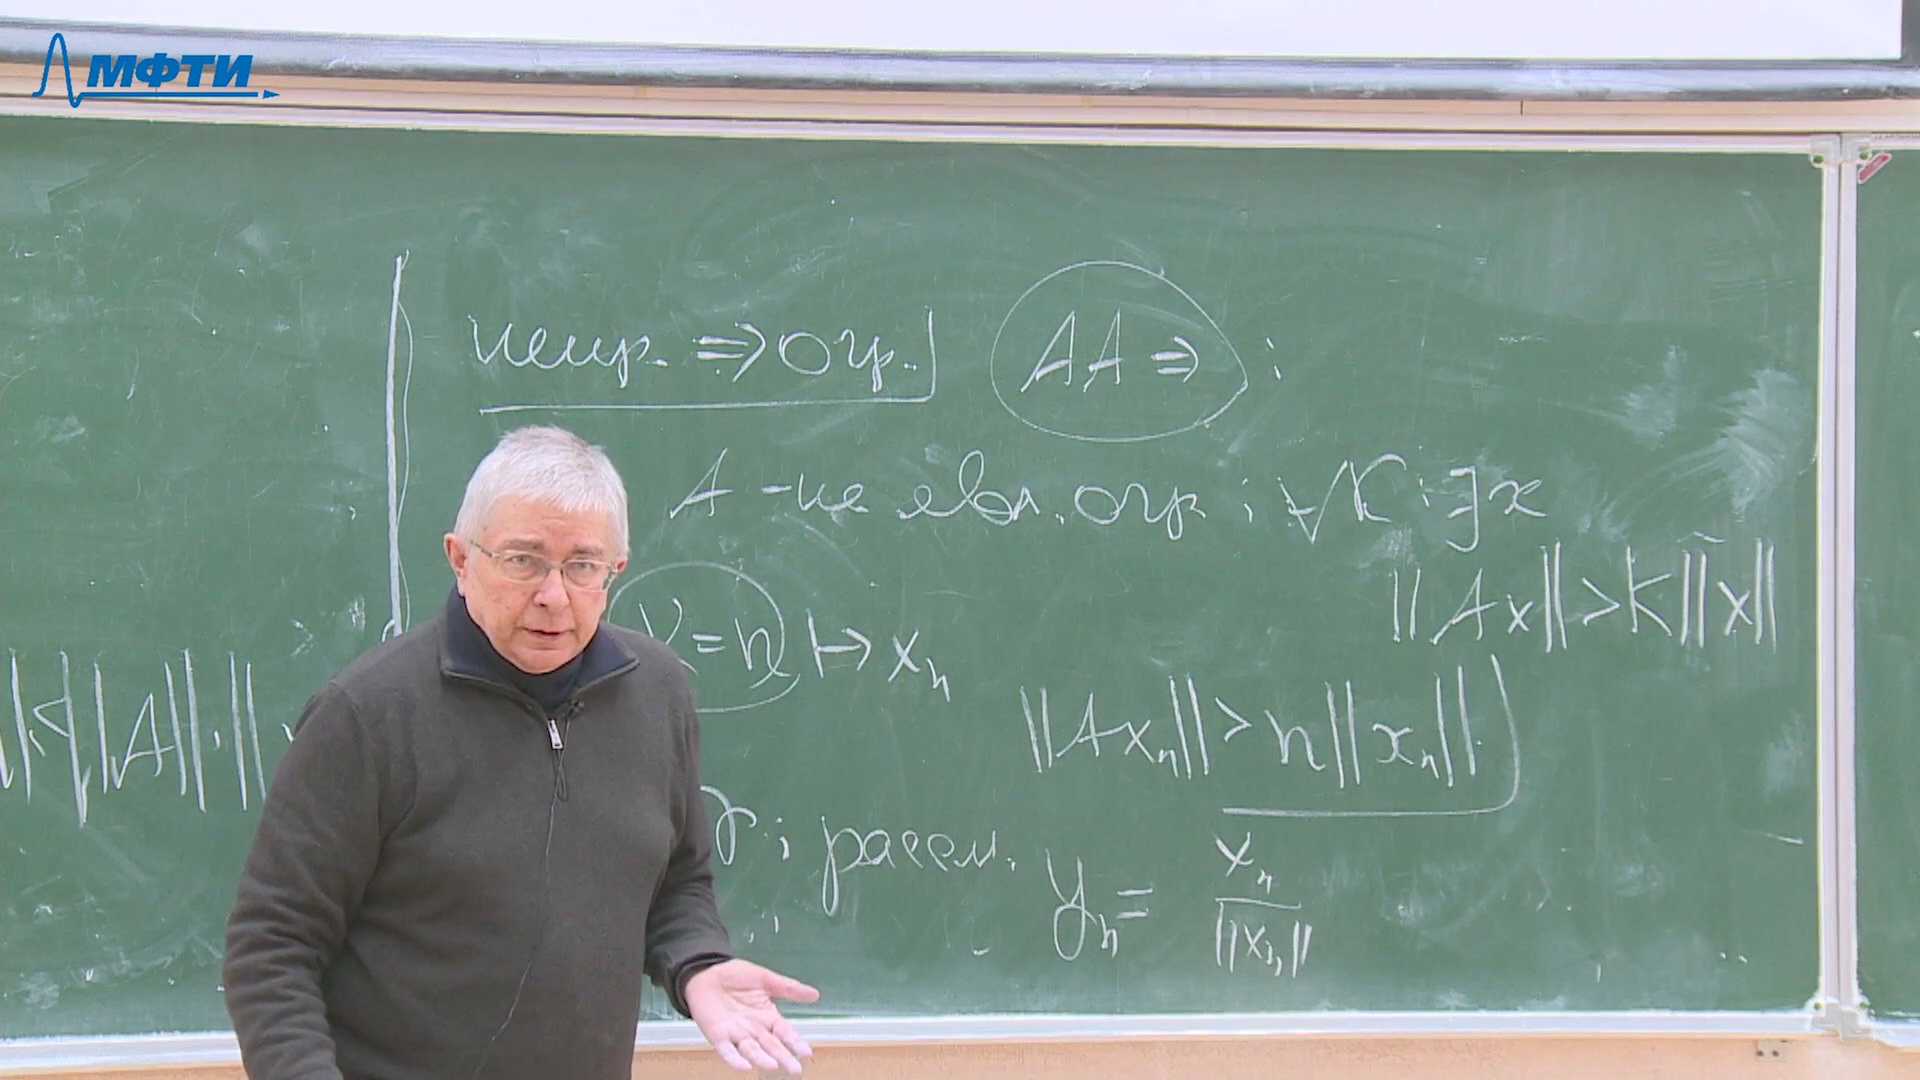 МФТИ
непр. ⇒ огр. АА ⇒ :
А - не явл. огр ; ∀K : ∃x
||Ax|| > K||x||
K = n ↦ xₙ
||Axₙ|| > n||xₙ||.
||A||·||
; рассм. yₙ = xₙ / ||xₙ||